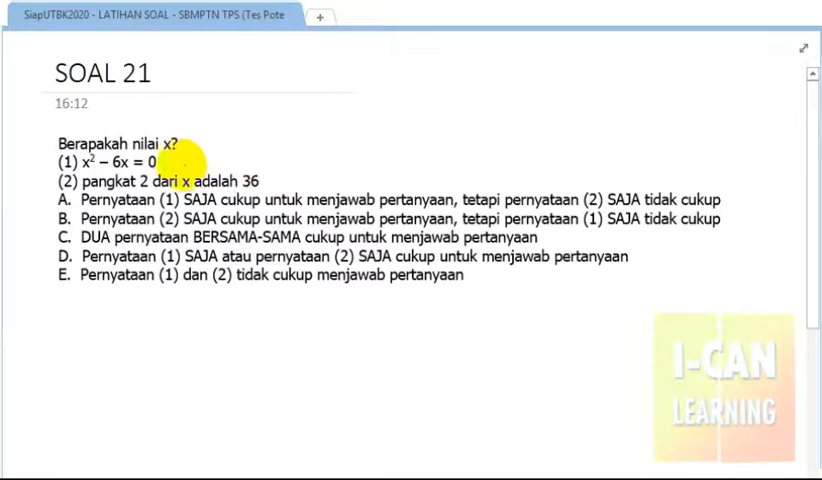 SiapUTBK2020 - LATIHAN SOAL - SBMPTN TPS (Tes Pote
SOAL 21
16:12
Berapakah nilai x?
(1) x² – 6x = 0
(2) pangkat 2 dari x adalah 36
A. Pernyataan (1) SAJA cukup untuk menjawab pertanyaan, tetapi pernyataan (2) SAJA tidak cukup
B. Pernyataan (2) SAJA cukup untuk menjawab pertanyaan, tetapi pernyataan (1) SAJA tidak cukup
C. DUA pernyataan BERSAMA-SAMA cukup untuk menjawab pertanyaan
D. Pernyataan (1) SAJA atau pernyataan (2) SAJA cukup untuk menjawab pertanyaan
E. Pernyataan (1) dan (2) tidak cukup menjawab pertanyaan
I-CAN
LEARNING